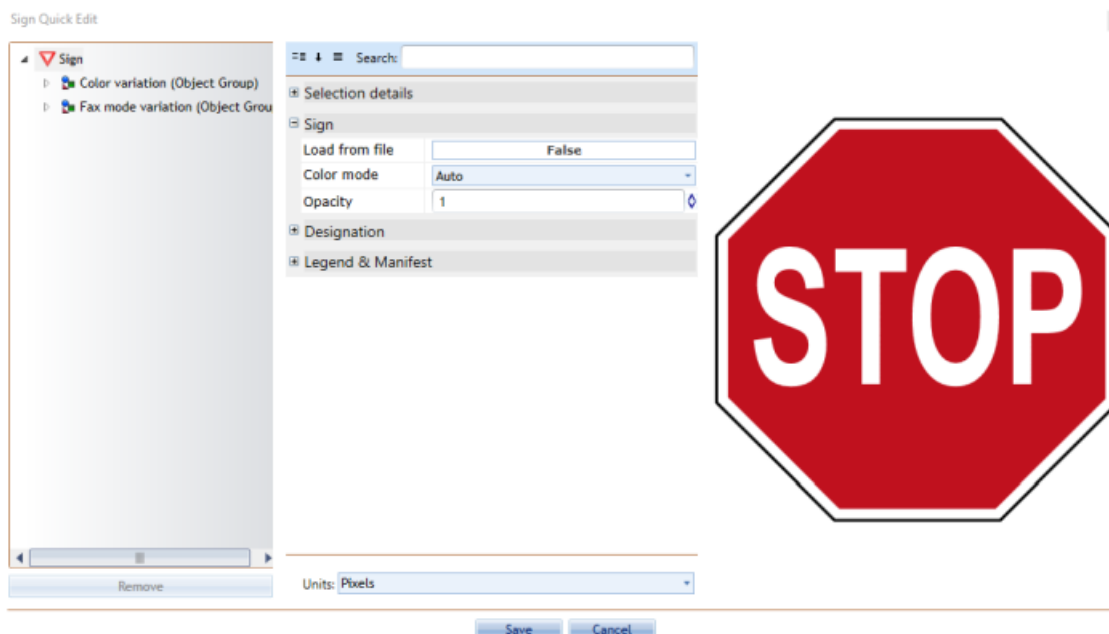 Sign Quick Edit
Sign
Color variation (Object Group)
Fax mode variation (Object Grou
Remove
Search:
Selection details
Sign
Load from file False
Color mode Auto
Opacity 1
Designation
Legend & Manifest
Units: Pixels
STOP
Save Cancel